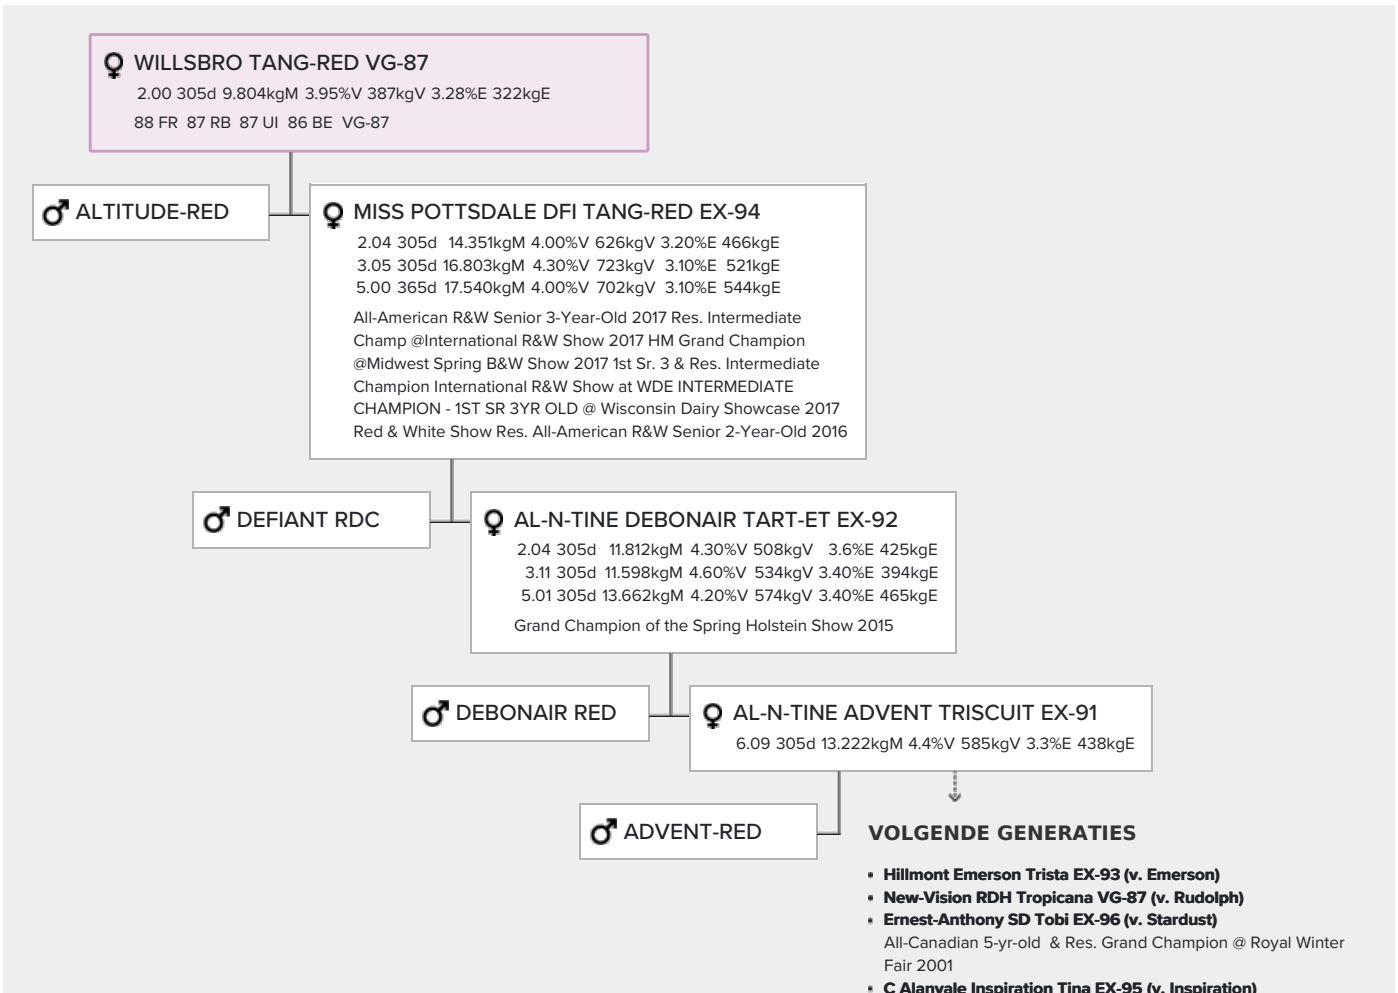 WILLSBRO TANG-RED VG-87
2.00 305d 9.804kgM 3.95%V 387kgV 3.28%E 322kgE
88 FR 87 RB 87 UI 86 BE VG-87
ALTITUDE-RED
MISS POTTSDALE DFI TANG-RED EX-94
2.04 305d 14.351kgM 4.00%V 626kgV 3.20%E 466kgE
3.05 305d 16.803kgM 4.30%V 723kgV 3.10%E 521kgE
5.00 365d 17.540kgM 4.00%V 702kgV 3.10%E 544kgE
All-American R&W Senior 3-Year-Old 2017 Res. Intermediate
Champ @International R&W Show 2017 HM Grand Champion
@Midwest Spring B&W Show 2017 1st Sr. 3 & Res. Intermediate
Champion International R&W Show at WDE INTERMEDIATE
CHAMPION - 1ST SR 3YR OLD @ Wisconsin Dairy Showcase 2017
Red & White Show Res. All-American R&W Senior 2-Year-Old 2016
DEFIANT RDC
AL-N-TINE DEBONAIR TART-ET EX-92
2.04 305d 11.812kgM 4.30%V 508kgV 3.6%E 425kgE
3.11 305d 11.598kgM 4.60%V 534kgV 3.40%E 394kgE
5.01 305d 13.662kgM 4.20%V 574kgV 3.40%E 465kgE
Grand Champion of the Spring Holstein Show 2015
DEBONAIR RED
AL-N-TINE ADVENT TRISCUIT EX-91
6.09 305d 13.222kgM 4.4%V 585kgV 3.3%E 438kgE
ADVENT-RED
VOLGENDE GENERATIES
• Hillmont Emerson Trista EX-93 (v. Emerson)
• New-Vision RDH Tropicana VG-87 (v. Rudolph)
• Ernest-Anthony SD Tobi EX-96 (v. Stardust)
All-Canadian 5-yr-old & Res. Grand Champion @ Royal Winter
Fair 2001
• C Alanvale Inspiration Tina EX-95 (v. Inspiration)